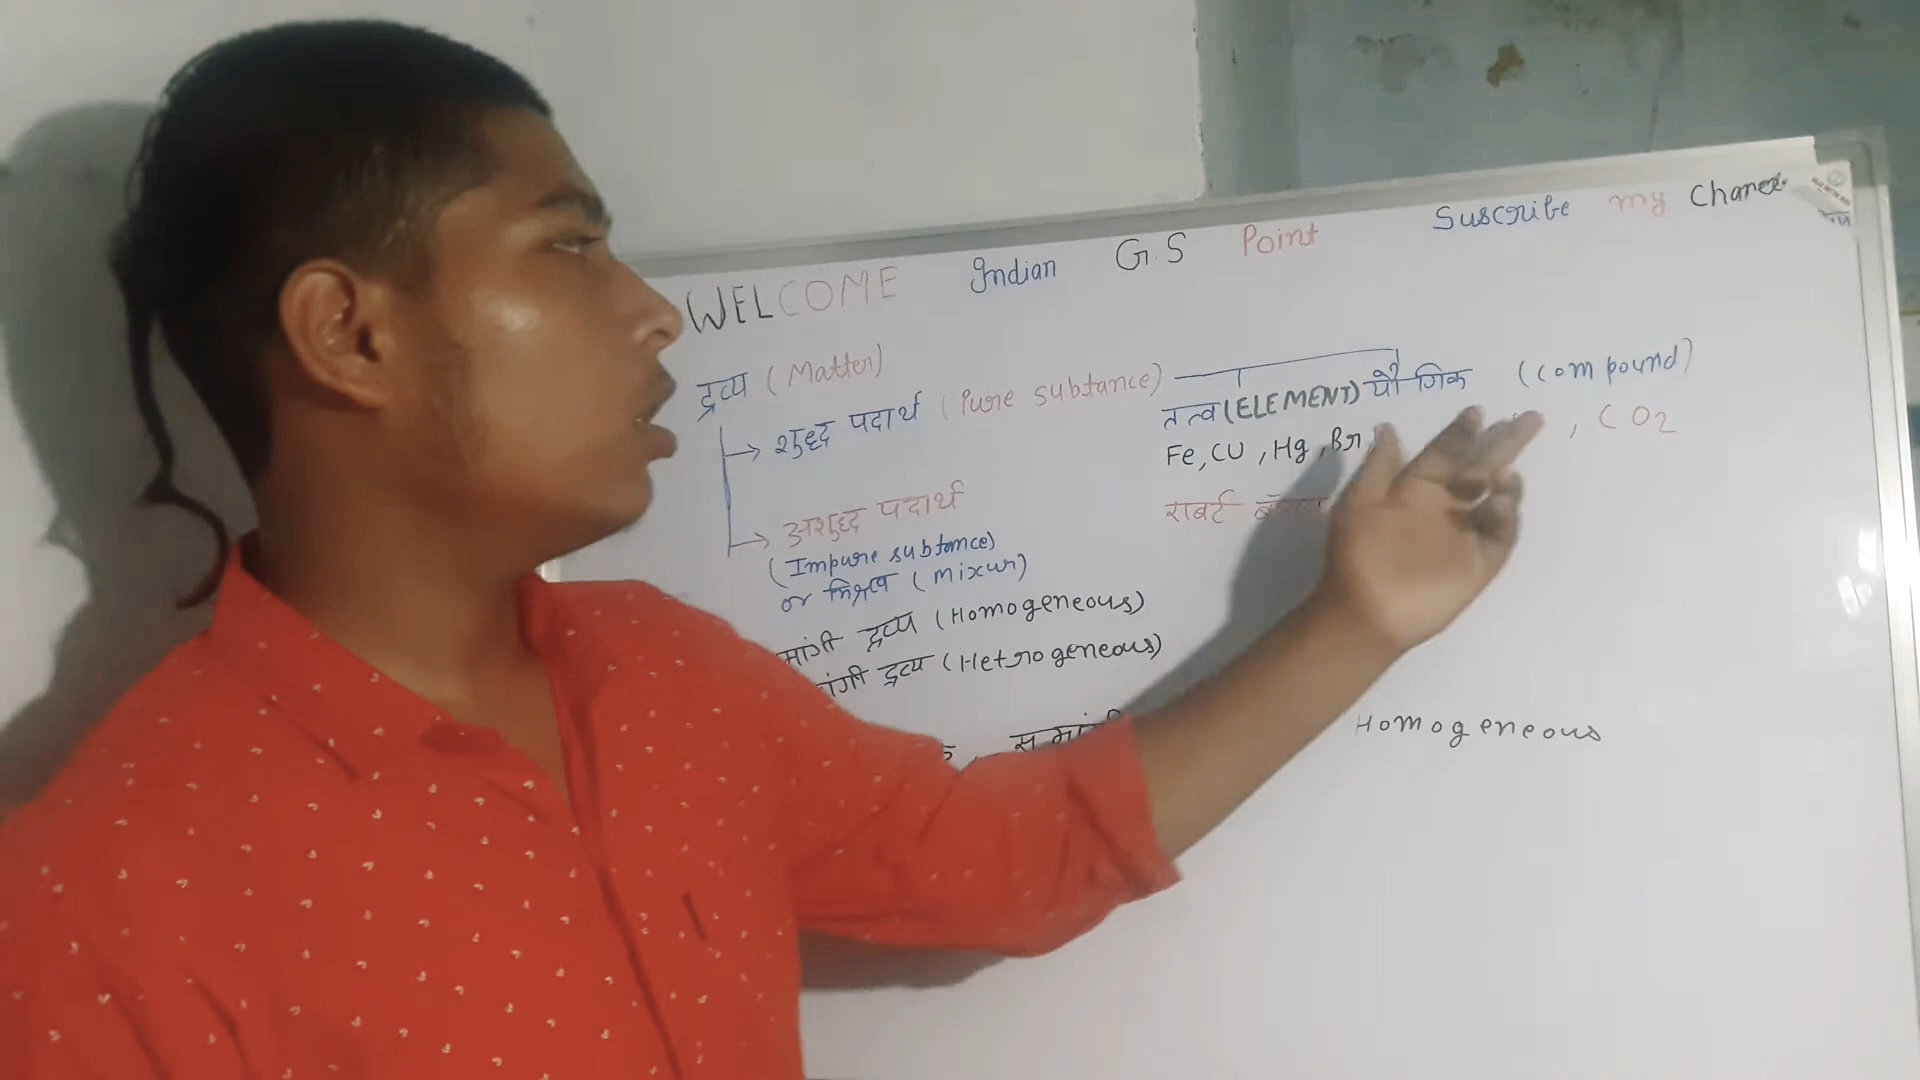 WELCOME Indian G.S Point Suscribe my Chanel
द्रव्य (Matter)
शुद्ध पदार्थ (Pure subtance)
तत्व (ELEMENT) यौगिक (compound)
Fe, CU, Hg, Br, , CO2
अशुद्ध पदार्थ
राबर्ट
(Impure subtance)
or मिश्रण (mixur)
मांगी द्रव्य (Homogeneous)
ांगी द्रव्य (Hetrogeneous)
Homogeneous